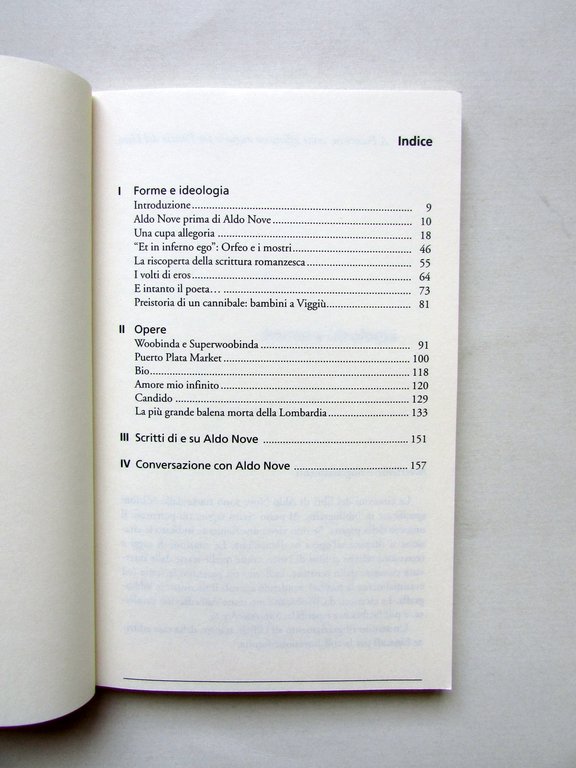 Indice
I Forme e ideologia
Introduzione.......... 9
Aldo Nove prima di Aldo Nove.......... 10
Una cupa allegoria .......... 18
“Et in inferno ego”: Orfeo e i mostri.......... 46
La riscoperta della scrittura romanzesca.......... 55
I volti di eros.......... 64
E intanto il poeta… .......... 73
Preistoria di un cannibale: bambini a Viggiù.......... 81
II Opere
Woobinda e Superwoobinda.......... 91
Puerto Plata Market.......... 100
Bio.......... 118
Amore mio infinito.......... 120
Candido .......... 129
La più grande balena morta della Lombardia.......... 133
III Scritti di e su Aldo Nove .......... 151
IV Conversazione con Aldo Nove .......... 157